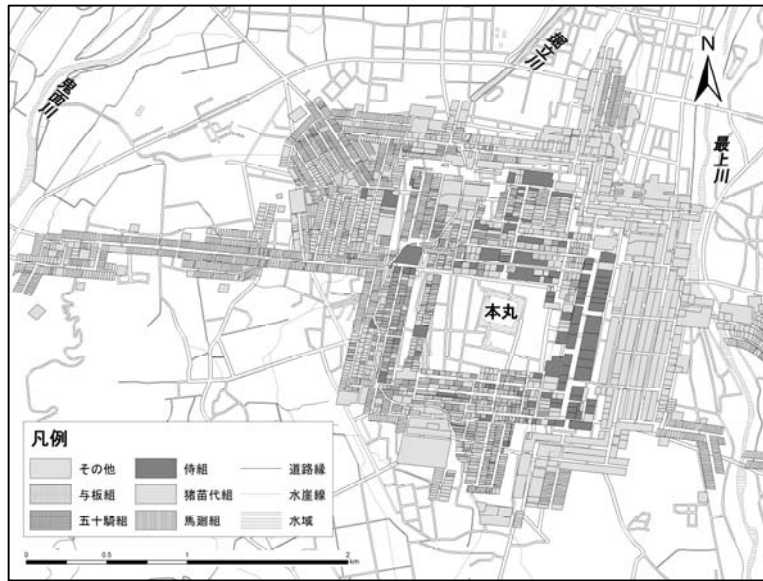 鬼面川
掘立川
N
最上川
本丸
凡例
その他
侍組
道路縁
与板組
猪苗代組
水崖線
五十騎組
馬廻組
水域
0 0.5 1 2
km